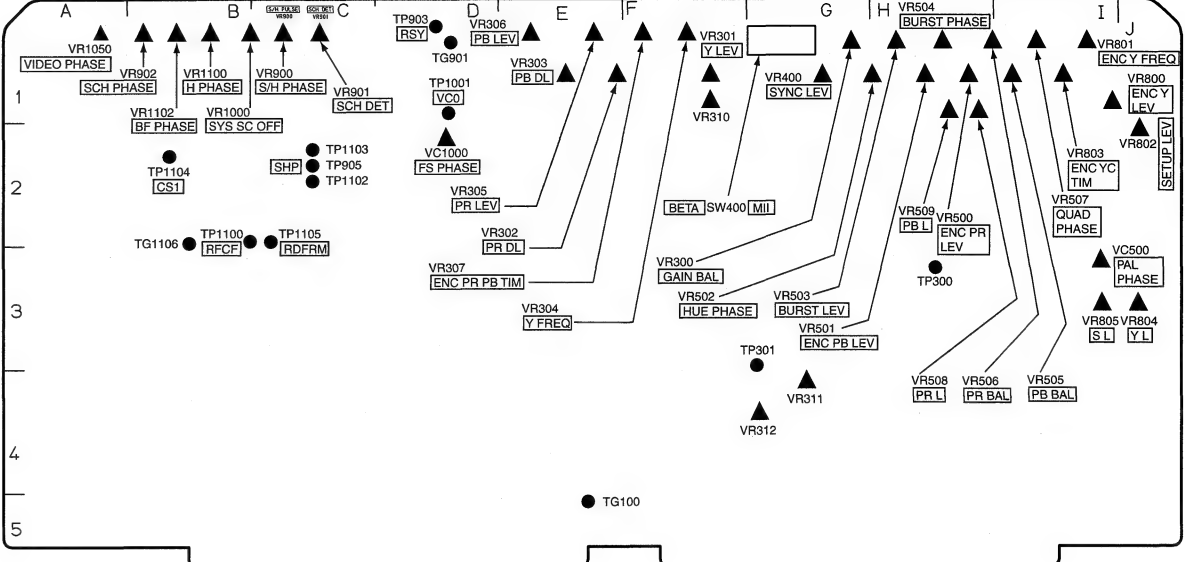 A B C D E F G H I J
S/H PULSE
VR900
SCH DET
VR901
VR1050
VIDEO PHASE
VR902
SCH PHASE
VR1100
H PHASE
VR900
S/H PHASE
VR901
SCH DET
VR1102
BF PHASE
VR1000
SYS SC OFF
TP903
RSY
TG901
TP1001
VC0
VC1000
FS PHASE
VR306
PB LEV
VR303
PB DL
VR301
Y LEV
VR310
VR400
SYNC LEV
VR504
BURST PHASE
VR801
ENC Y FREQ
VR800
ENC Y
LEV
VR802
SETUP LEV
1
TP1104
CS1
TP1103
SHP
TP905
TP1102
2
VR305
PR LEV
BETA SW400 MII
VR803
ENC YC
TIM
VR507
QUAD
PHASE
VR509
PB L
VR500
ENC PR
LEV
TG1106
TP1100
RFCF
TP1105
RDFRM
VR302
PR DL
VR307
ENC PR PB TIM
VR304
Y FREQ
VR300
GAIN BAL
VR502
HUE PHASE
VR503
BURST LEV
VR501
ENC PB LEV
TP300
VC500
PAL
PHASE
VR805
S L
VR804
Y L
3
TP301
VR311
VR312
VR508
PR L
VR506
PR BAL
VR505
PB BAL
4
TG100
5